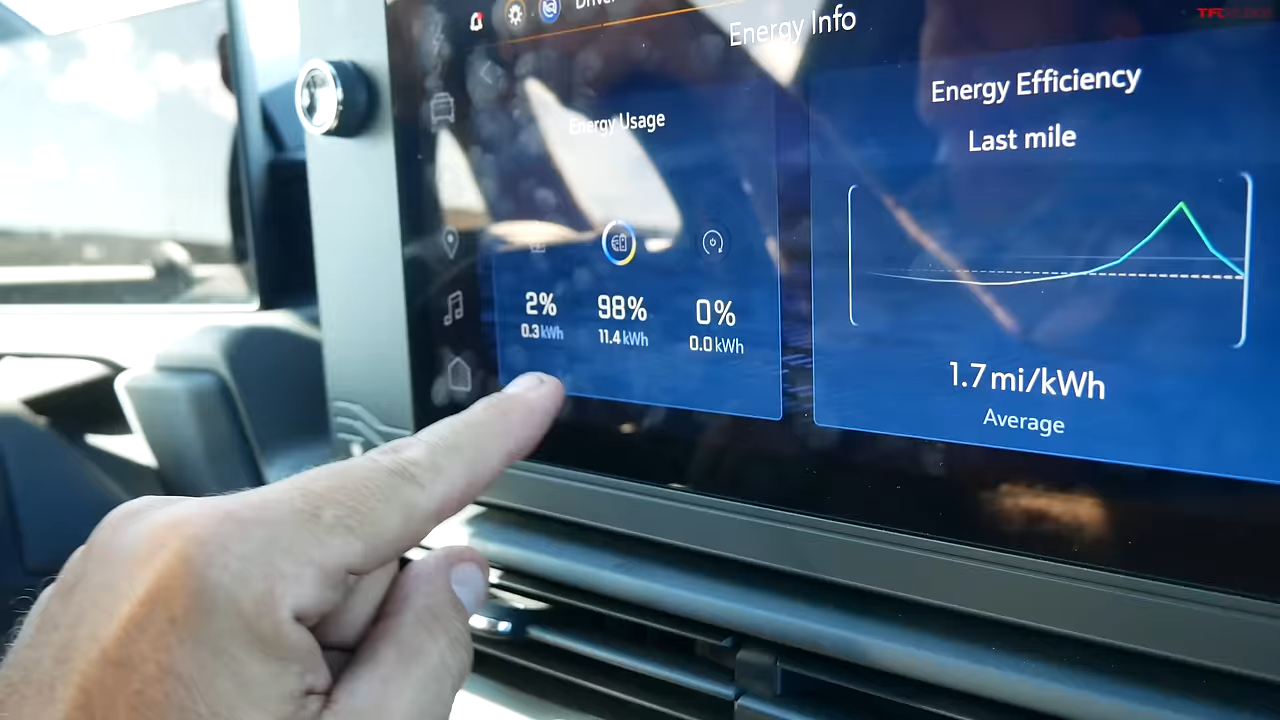 Energy Info
Energy Usage
2%
0.3 kWh
98%
11.4 kWh
0%
0.0 kWh
Energy Efficiency
Last mile
1.7 mi/kWh
Average